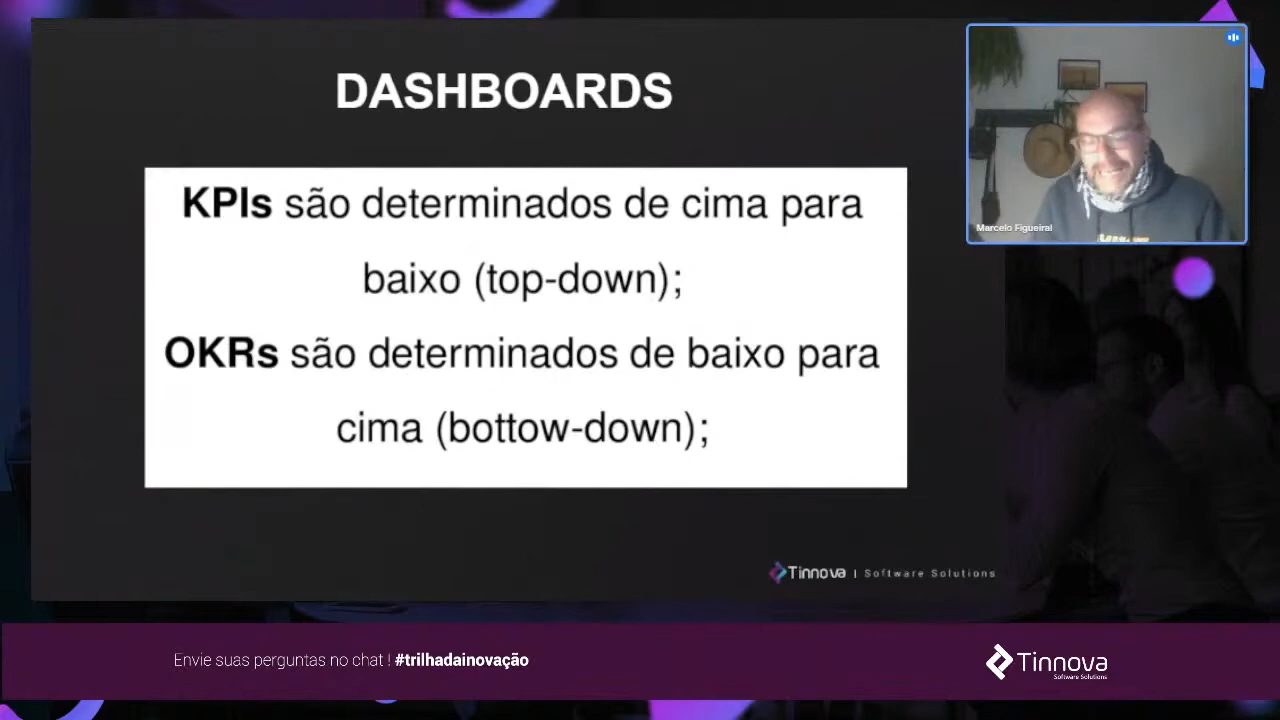 DASHBOARDS
KPIs são determinados de cima para
baixo (top-down);
OKRs são determinados de baixo para
cima (bottow-down);
Marcelo Figueiral
Tinnova | Software Solutions
Envie suas perguntas no chat ! #trilhadainovação
Tinnova
Software Solutions